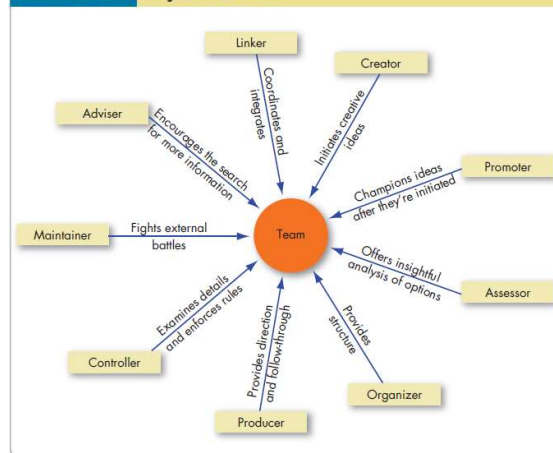 Linker
Creator
Promoter
Assessor
Organizer
Producer
Controller
Maintainer
Adviser
Team
Coordinates and
integrates
Initiates creative
ideas
Champions ideas
after they're initiated
Offers insightful
analysis of options
Provides
structure
Provides direction
and follow-through
Examines details
and enforces rules
Fights external
battles
Encourages the search
for more information